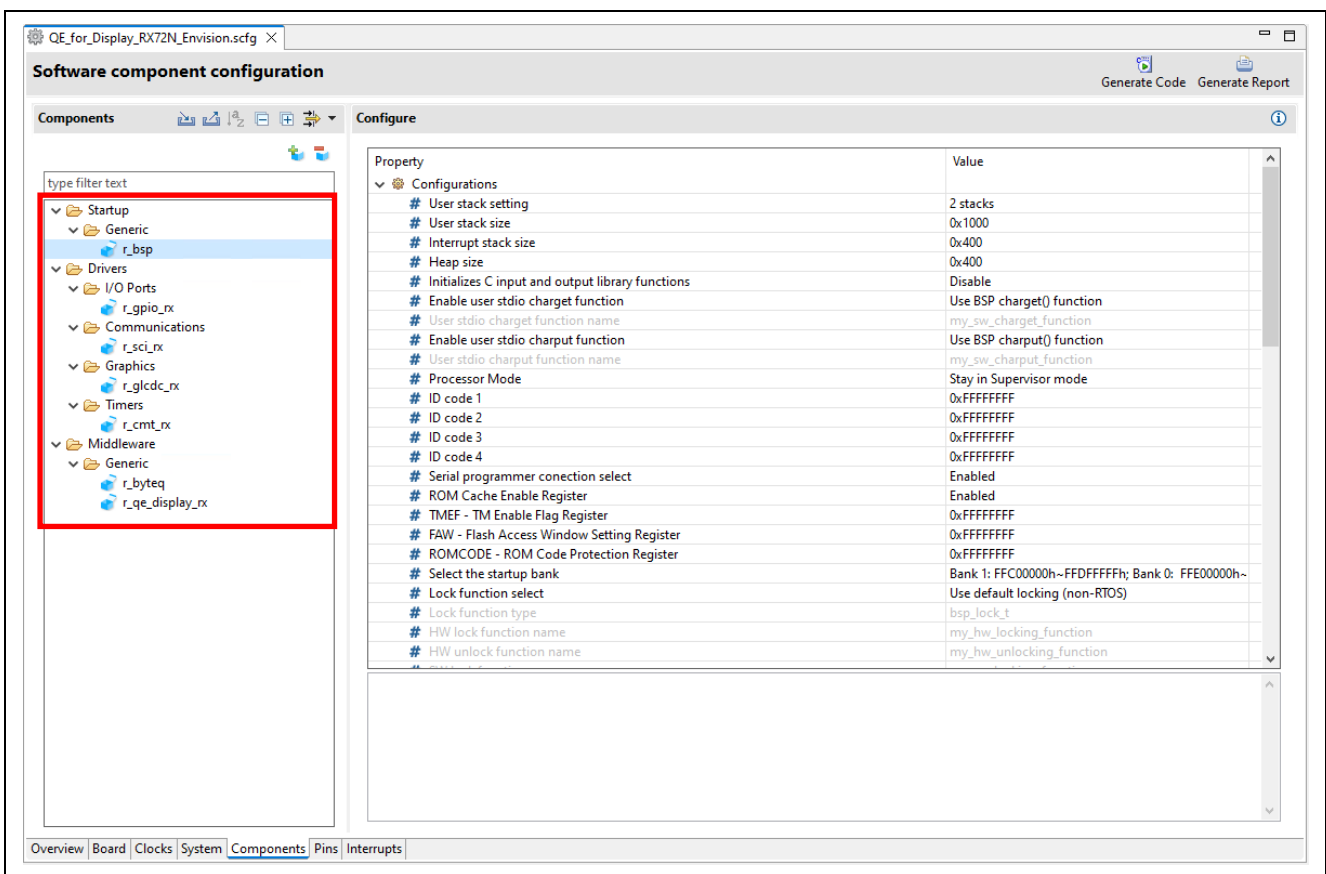 QE_for_Display_RX72N_Envision.scfg
Software component configuration
Generate Code Generate Report
Components
Configure
type filter text
Startup
Generic
r_bsp
Drivers
I/O Ports
r_gpio_rx
Communications
r_sci_rx
Graphics
r_glcdc_rx
Timers
r_cmt_rx
Middleware
Generic
r_byteq
r_qe_display_rx
Property Value
Configurations
# User stack setting 2 stacks
# User stack size 0x1000
# Interrupt stack size 0x400
# Heap size 0x400
# Initializes C input and output library functions Disable
# Enable user stdio charget function Use BSP charget() function
# User stdio charget function name my_sw_charget_function
# Enable user stdio charput function Use BSP charput() function
# User stdio charput function name my_sw_charput_function
# Processor Mode Stay in Supervisor mode
# ID code 1 0xFFFFFFFF
# ID code 2 0xFFFFFFFF
# ID code 3 0xFFFFFFFF
# ID code 4 0xFFFFFFFF
# Serial programmer conection select Enabled
# ROM Cache Enable Register Enabled
# TMEF - TM Enable Flag Register 0xFFFFFFFF
# FAW - Flash Access Window Setting Register 0xFFFFFFFF
# ROMCODE - ROM Code Protection Register 0xFFFFFFFF
# Select the startup bank Bank 1: FFC00000h~FFDFFFFFh; Bank 0: FFE00000h~
# Lock function select Use default locking (non-RTOS)
# Lock function type bsp_lock_t
# HW lock function name my_hw_locking_function
# HW unlock function name my_hw_unlocking_function
Overview Board Clocks System Components Pins Interrupts